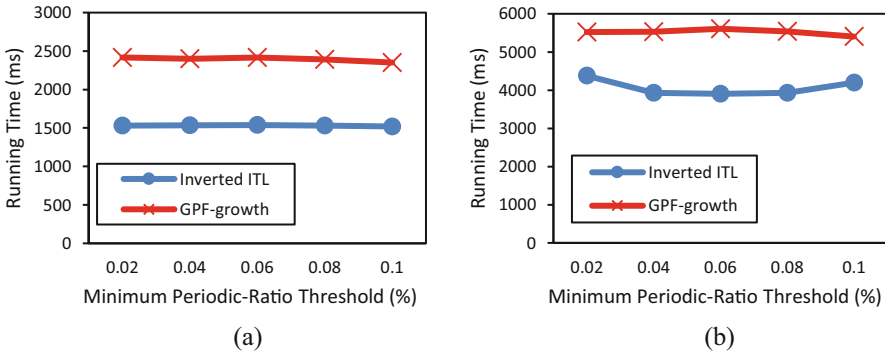 3000
2500
2000
1500
1000
500
0
Running Time (ms)
Inverted ITL
GPF-growth
0.02 0.04 0.06 0.08 0.1
Minimum Periodic-Ratio Threshold (%)
(a)
6000
5000
4000
3000
2000
1000
0
Running Time (ms)
Inverted ITL
GPF-growth
0.02 0.04 0.06 0.08 0.1
Minimum Periodic-Ratio Threshold (%)
(b)